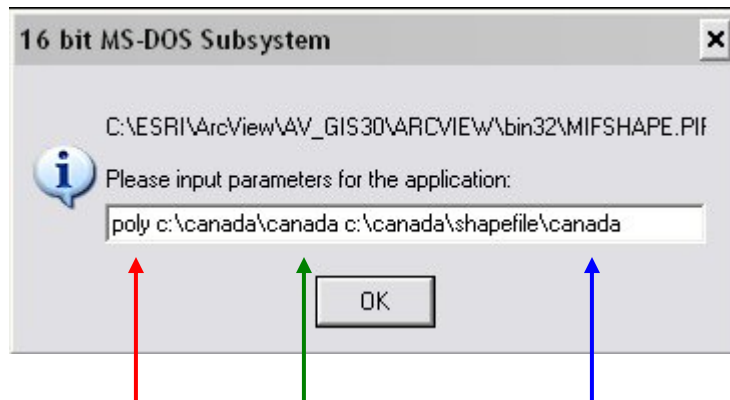 16 bit MS-DOS Subsystem
C:\ESRI\ArcView\AV_GIS30\ARCVIEW\bin32\MIFSHAPE.PIF
Please input parameters for the application:
poly c:\canada\canada c:\canada\shapefile\canada
OK